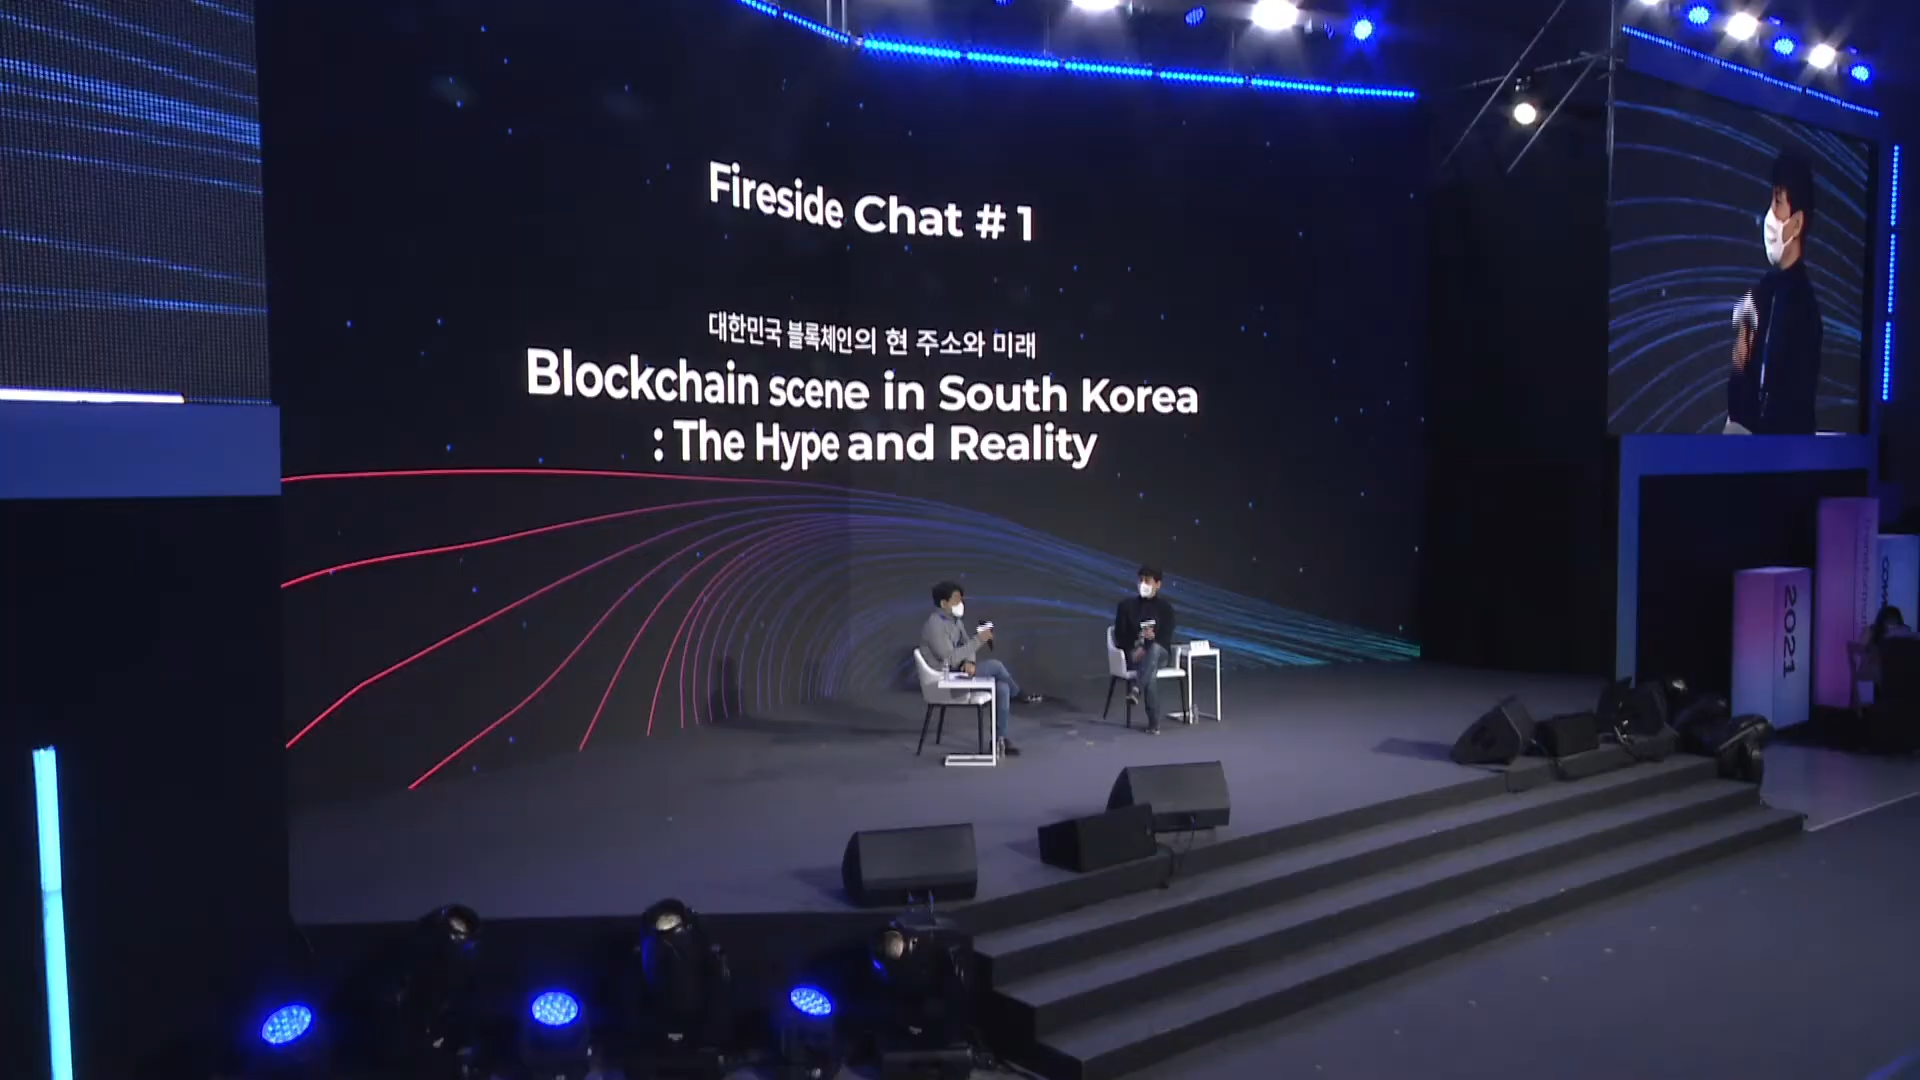 Fireside Chat # 1
대한민국 블록체인의 현 주소와 미래
Blockchain scene in South Korea
: The Hype and Reality
2021